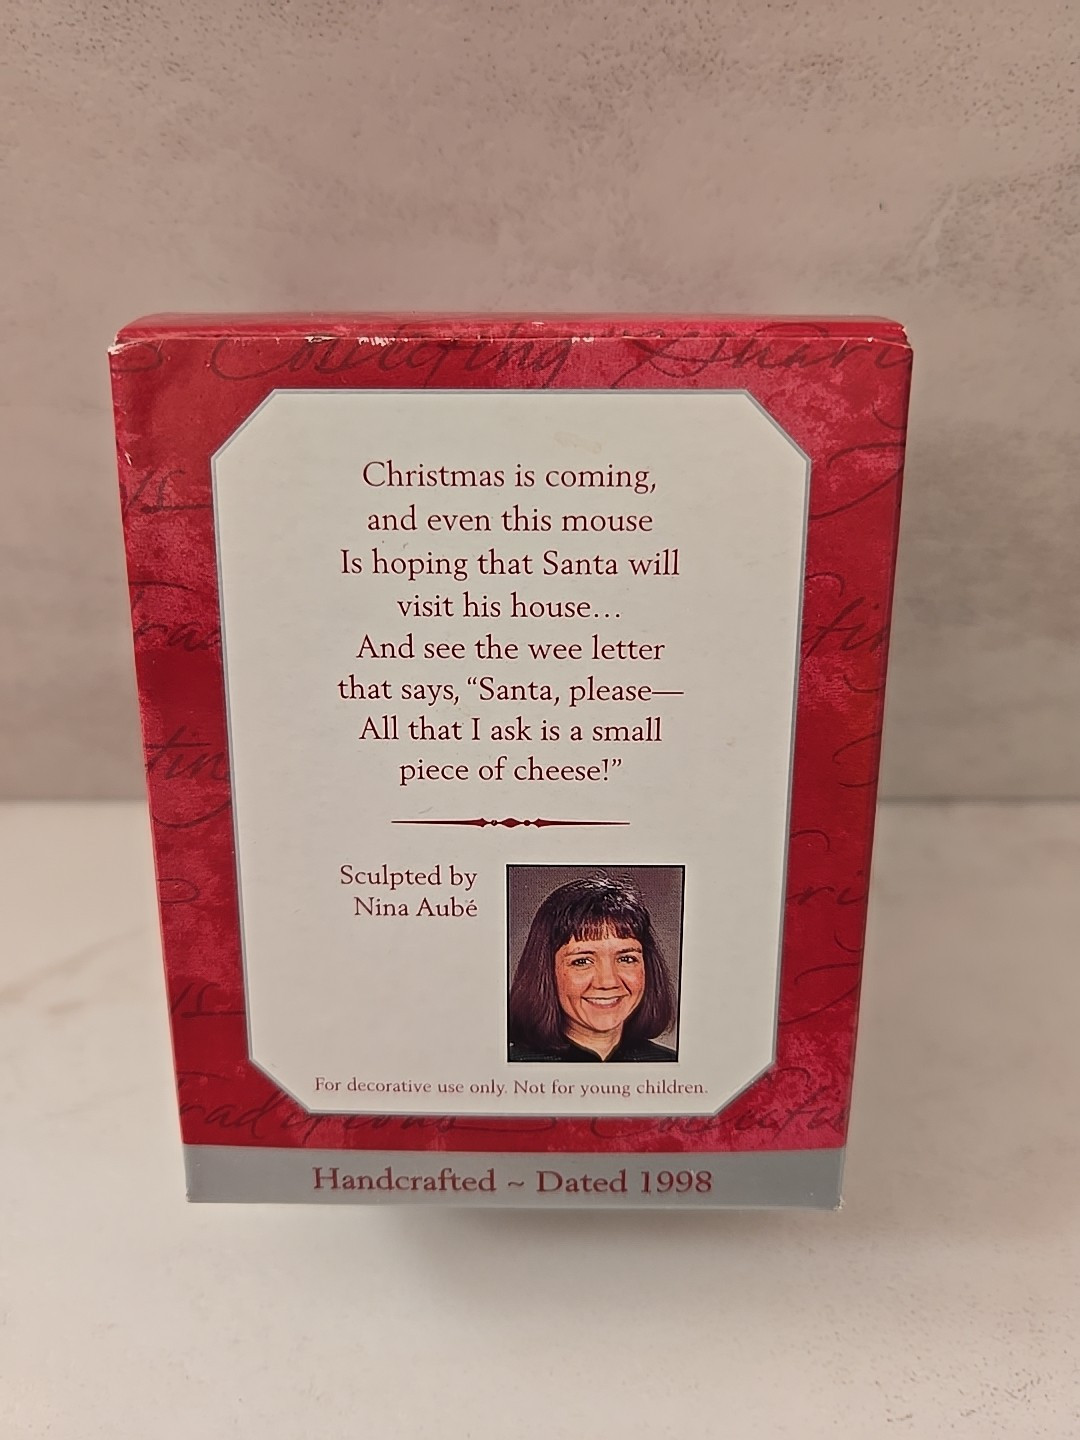 Christmas is coming,
and even this mouse
Is hoping that Santa will
visit his house…
And see the wee letter
that says, “Santa, please—
All that I ask is a small
piece of cheese!”
Sculpted by
Nina Aubé
For decorative use only. Not for young children.
Handcrafted ~ Dated 1998